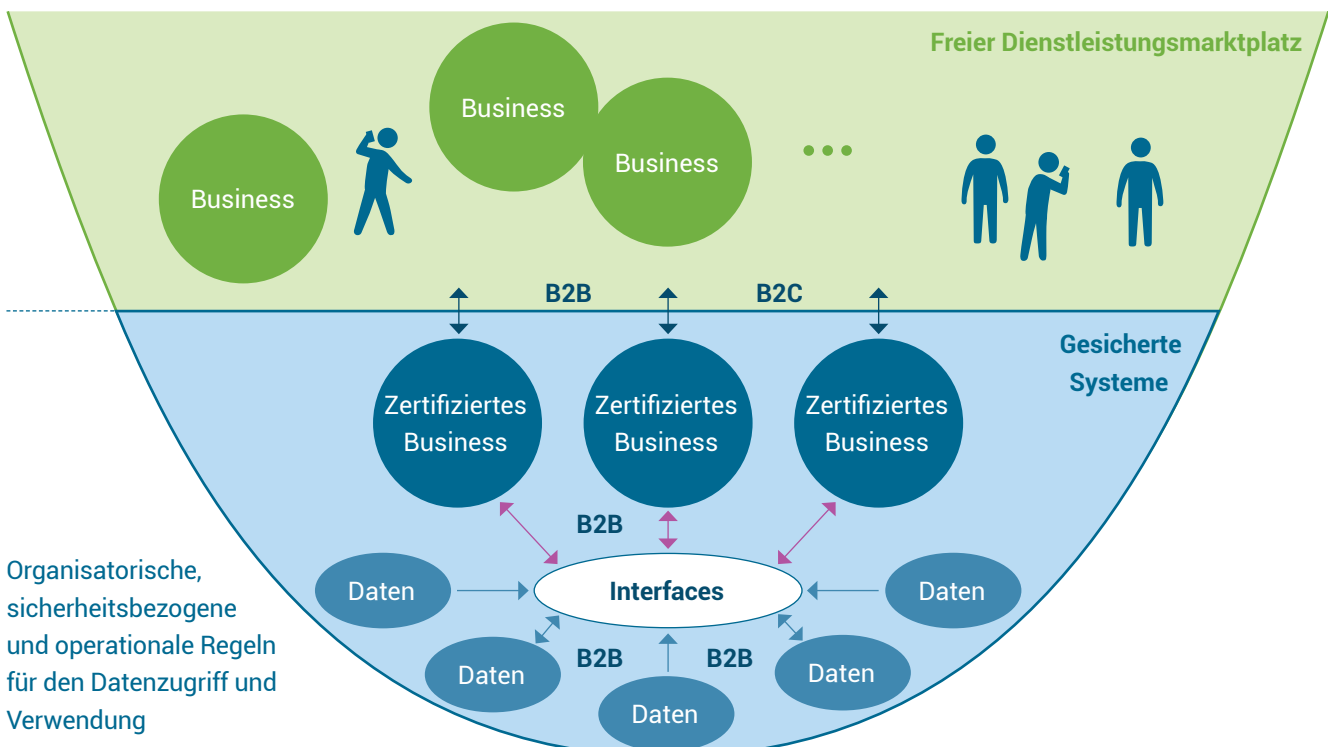 Freier Dienstleistungsmarktplatz
Business
Business
Business
B2B
B2C
Gesicherte
Systeme
Zertifiziertes
Business
Zertifiziertes
Business
Zertifiziertes
Business
B2B
Organisatorische,
sicherheitsbezogene
und operationale Regeln
für den Datenzugriff und
Verwendung
Daten
Interfaces
Daten
Daten
B2B
B2B
Daten
Daten